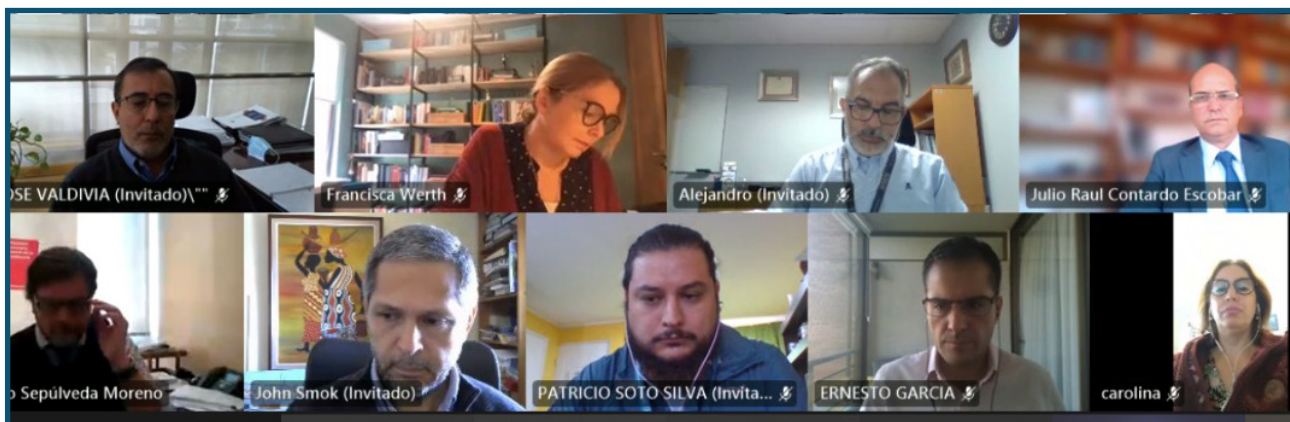 OSE VALDIVIA (Invitado)\""
Francisca Werth
Alejandro (Invitado)
Julio Raul Contardo Escobar
o Sepúlveda Moreno
John Smok (Invitado)
PATRICIO SOTO SILVA (Invita...
ERNESTO GARCIA
carolina